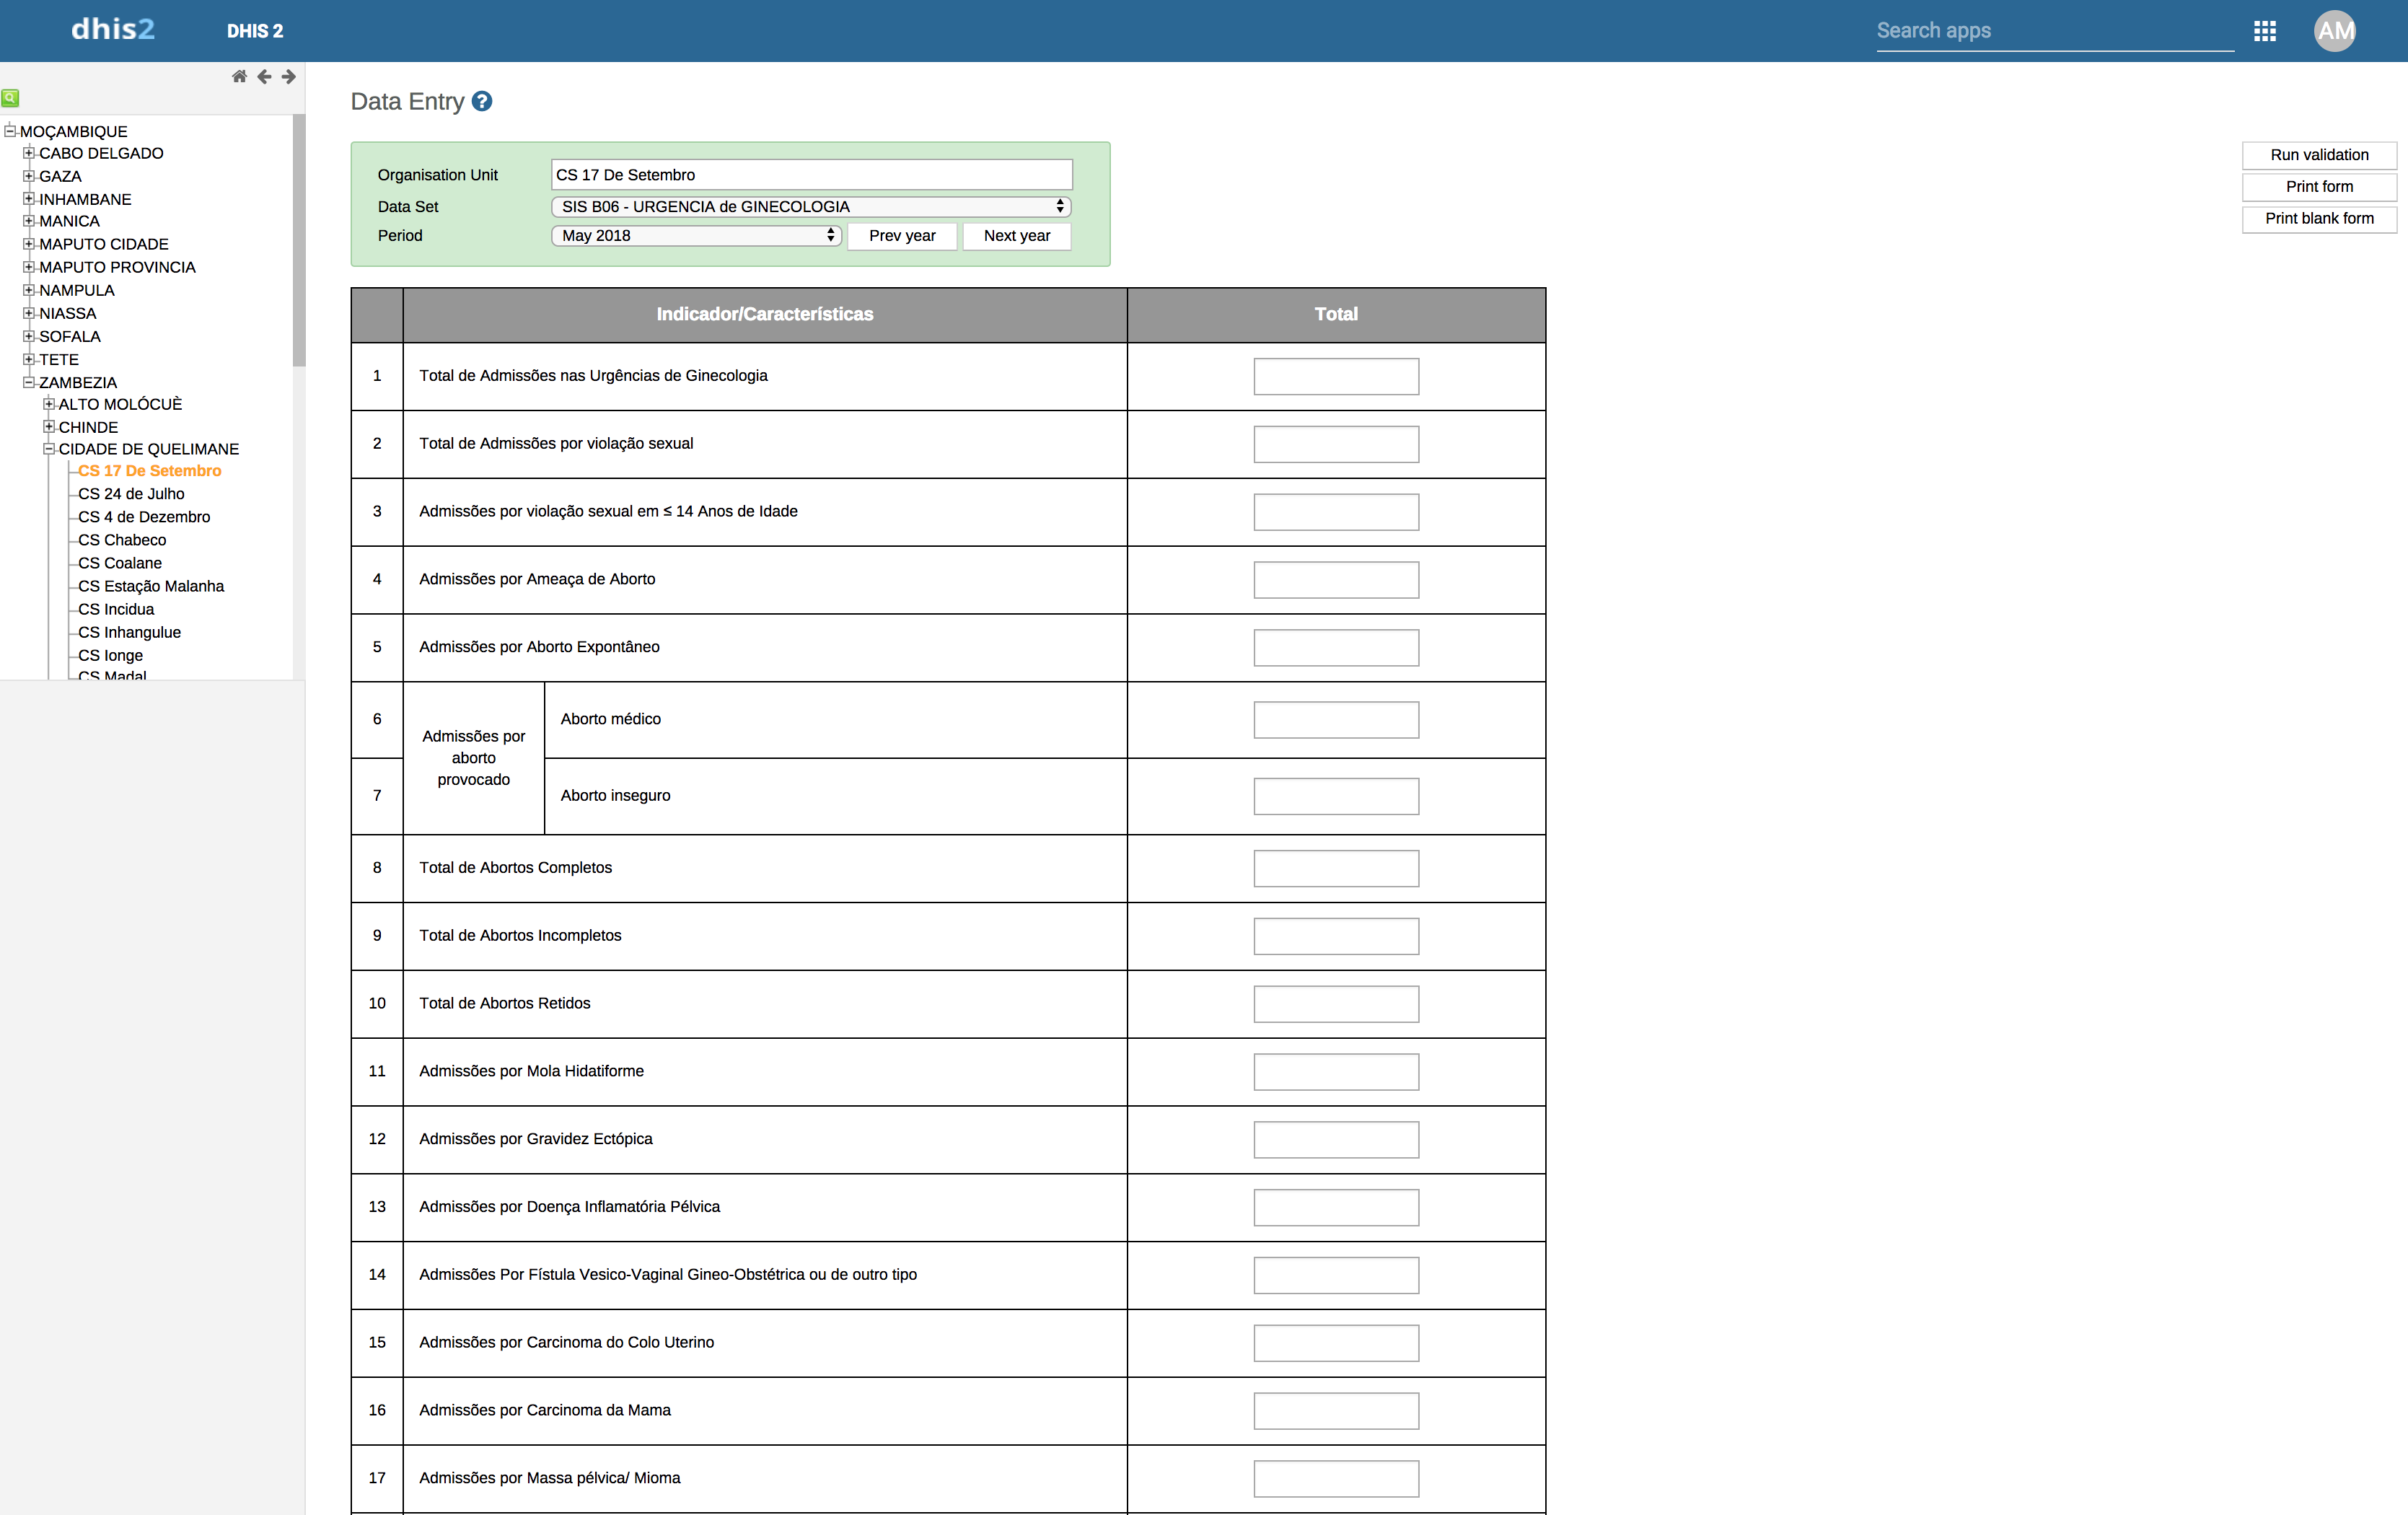 dhis2
DHIS 2
Search apps
AM
MOÇAMBIQUE
CABO DELGADO
GAZA
INHAMBANE
MANICA
MAPUTO CIDADE
MAPUTO PROVINCIA
NAMPULA
NIASSA
SOFALA
TETE
ZAMBEZIA
ALTO MOLÓCUÈ
CHINDE
CIDADE DE QUELIMANE
CS 17 De Setembro
CS 24 de Julho
CS 4 de Dezembro
CS Chabeco
CS Coalane
CS Estação Malanha
CS Incidua
CS Inhangulue
CS Ionge
CS Madal
Data Entry ?
Organisation Unit CS 17 De Setembro
Data Set SIS B06 - URGENCIA de GINECOLOGIA
Period May 2018 Prev year Next year
Run validation
Print form
Print blank form
Indicador/Características Total
1 Total de Admissões nas Urgências de Ginecologia
2 Total de Admissões por violação sexual
3 Admissões por violação sexual em ≤ 14 Anos de Idade
4 Admissões por Ameaça de Aborto
5 Admissões por Aborto Expontâneo
Admissões por
aborto
provocado
6 Aborto médico
7 Aborto inseguro
8 Total de Abortos Completos
9 Total de Abortos Incompletos
10 Total de Abortos Retidos
11 Admissões por Mola Hidatiforme
12 Admissões por Gravidez Ectópica
13 Admissões por Doença Inflamatória Pélvica
14 Admissões Por Fístula Vesico-Vaginal Gineo-Obstétrica ou de outro tipo
15 Admissões por Carcinoma do Colo Uterino
16 Admissões por Carcinoma da Mama
17 Admissões por Massa pélvica/ Mioma